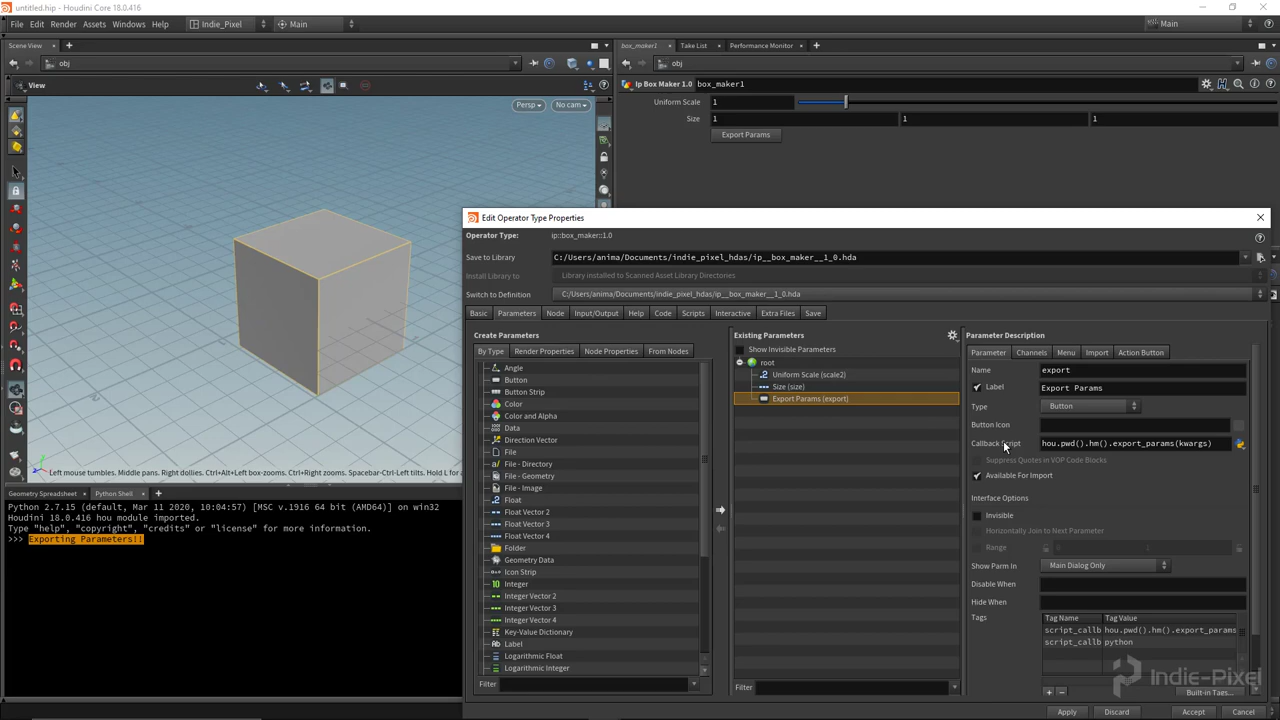 untitled.hip - Houdini Core 18.0.416
File Edit Render Assets Windows Help Indie_Pixel Main Main
Scene View
box_maker1 Take List Performance Monitor
obj
obj
View
Ip Box Maker 1.0 box_maker1
Persp No cam
Uniform Scale 1
Size 1 1 1
Export Params
Left mouse tumbles. Middle pans. Right dollies. Ctrl+Alt+Left box-zooms. Ctrl+Right zooms. Spacebar-Ctrl-Left tilts. Hold L for
Geometry Spreadsheet Python Shell
Python 2.7.15 (default, Mar 11 2020, 10:04:57) [MSC v.1916 64 bit (AMD64)] on win32
Houdini 18.0.416 hou module imported.
Type "help", "copyright", "credits" or "license" for more information.
>>> Exporting Parameters!!
Edit Operator Type Properties
Operator Type: ip::box_maker::1.0
Save to Library C:/Users/anima/Documents/indie_pixel_hdas/ip__box_maker__1_0.hda
Install Library to Library installed to Scanned Asset Library Directories
Switch to Definition C:/Users/anima/Documents/indie_pixel_hdas/ip__box_maker__1_0.hda
Basic Parameters Node Input/Output Help Code Scripts Interactive Extra Files Save
Create Parameters
By Type Render Properties Node Properties From Nodes
Angle
Button
Button Strip
Color
Color and Alpha
Data
Direction Vector
File
File - Directory
File - Geometry
File - Image
Float
Float Vector 2
Float Vector 3
Float Vector 4
Folder
Geometry Data
Icon Strip
Integer
Integer Vector 2
Integer Vector 3
Integer Vector 4
Key-Value Dictionary
Label
Logarithmic Float
Logarithmic Integer
Filter
Existing Parameters
Show Invisible Parameters
root
Uniform Scale (scale2)
Size (size)
Export Params (export)
Filter
Parameter Description
Parameter Channels Menu Import Action Button
Name export
Label Export Params
Type Button
Button Icon
Callback Script hou.pwd().hm().export_params(kwargs)
Suppress Quotes in VOP Code Blocks
Available For Import
Interface Options
Invisible
Horizontally Join to Next Parameter
Range 0 1
Show Parm In Main Dialog Only
Disable When
Hide When
Tags Tag Name Tag Value
script_callb hou.pwd().hm().export_params
script_callb python
Built-in Tags...
Indie-Pixel
Apply Discard Accept Cancel